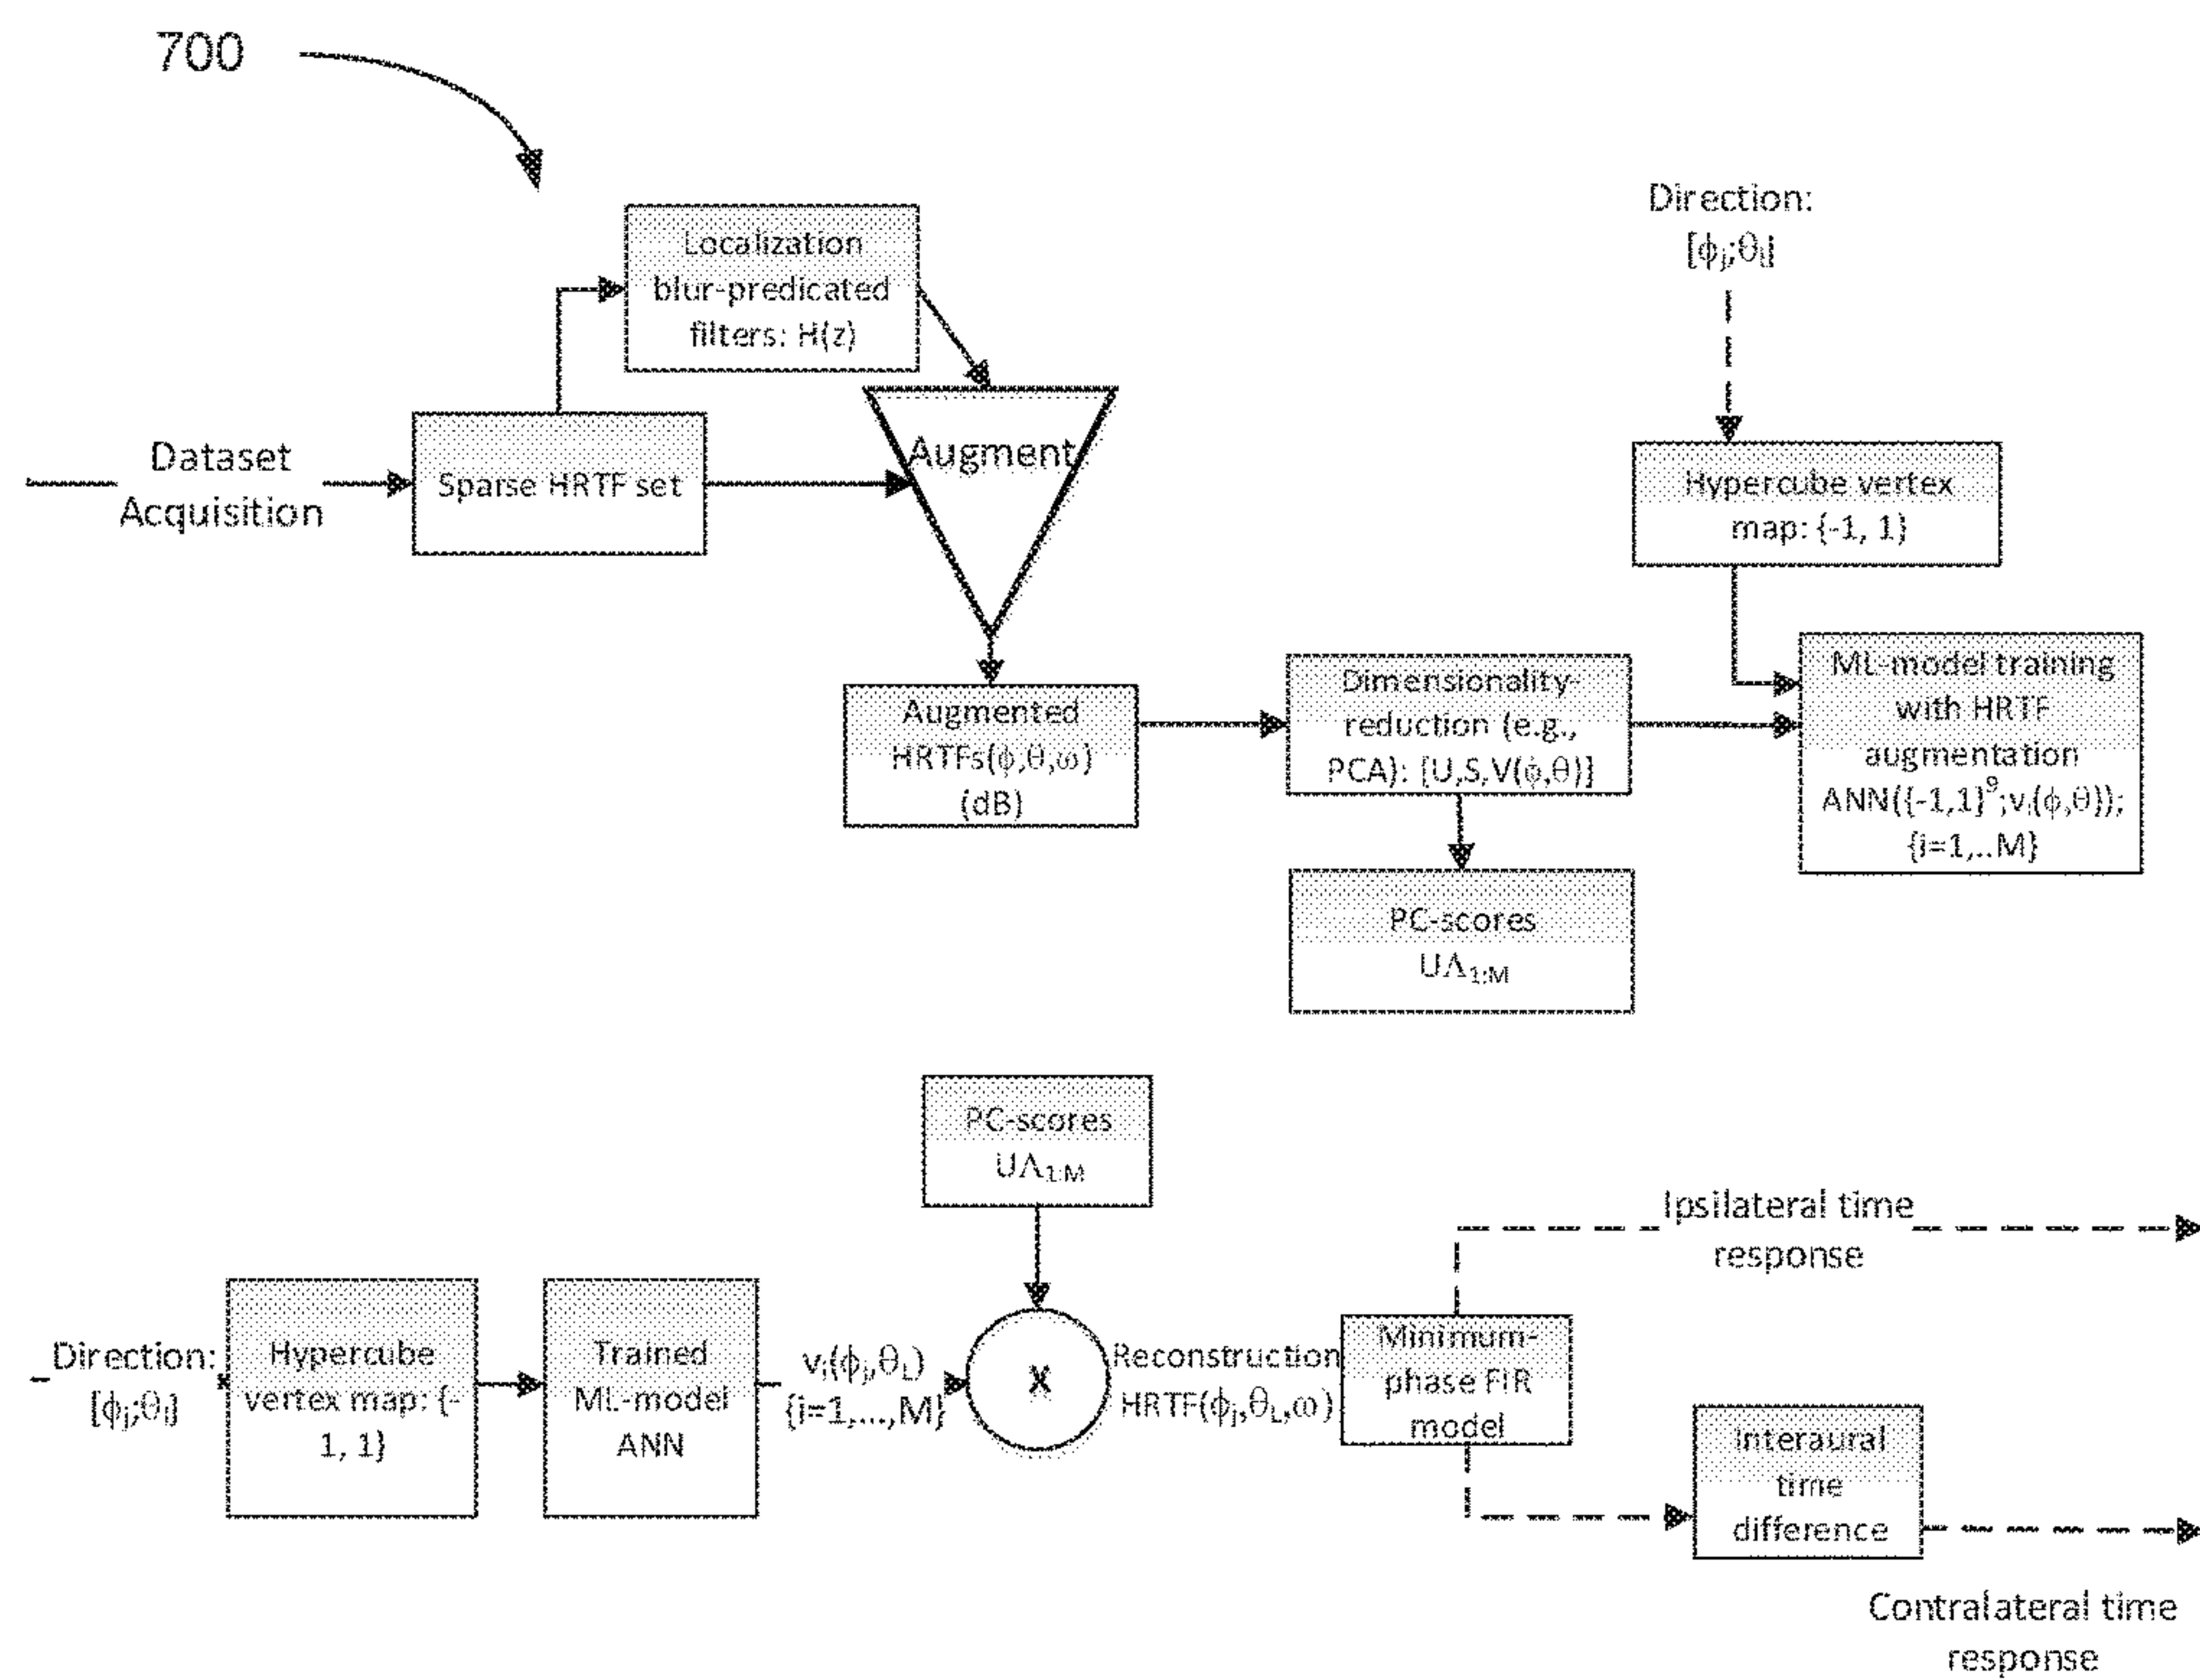 700
Localization
blur-predicated
filters: H(z)
Direction:
[ϕj;θl]
Augment
Dataset
Acquisition
Sparse HRTF set
Hypercube vertex
map: {-1, 1}
Augmented
HRTFs(ϕ,θ,ω)
(dB)
Dimensionality-
reduction (e.g.,
PCA): [U,S,V(ϕ,θ)]
ML-model training
with HRTF
augmentation
ANN({-1,1}⁹;vᵢ(ϕ,θ));
{i=1,..M}
PC-scores
UΛ₁:M
PC-scores
UΛ₁:M
Ipsilateral time
response
Direction:
[ϕj;θl]
Hypercube
vertex map: {-
1, 1}
Trained
ML-model
ANN
vᵢ(ϕj,θL)
{i=1,...,M}
X
Reconstruction
HRTF(ϕj,θL,ω)
Minimum-
phase FIR
model
Interaural
time
difference
Contralateral time
response